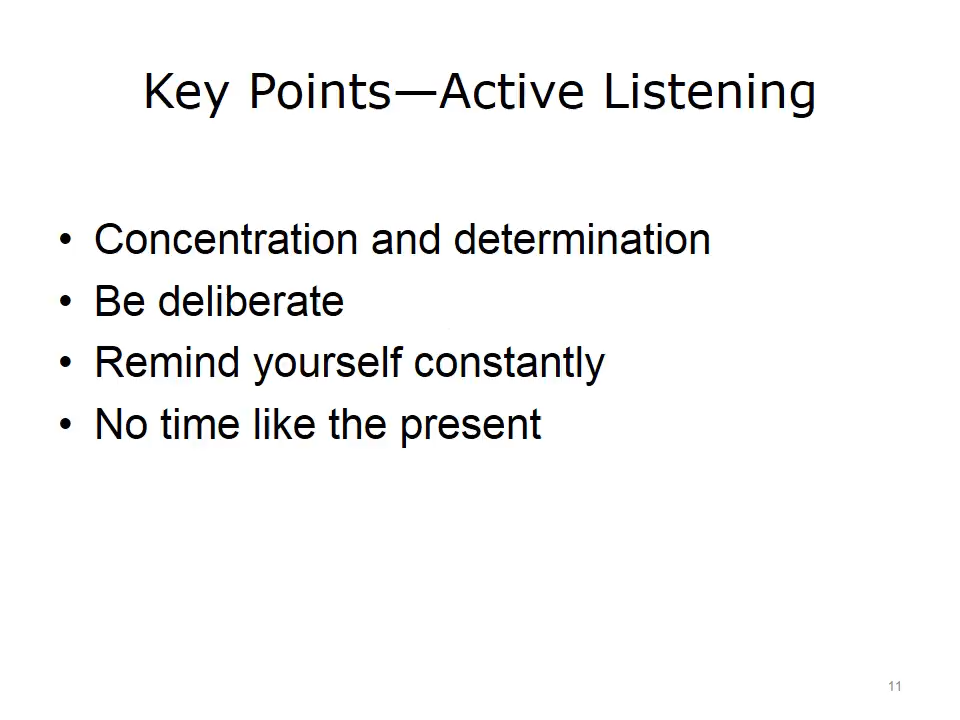 Key Points—Active Listening
• Concentration and determination
• Be deliberate
• Remind yourself constantly
• No time like the present
11